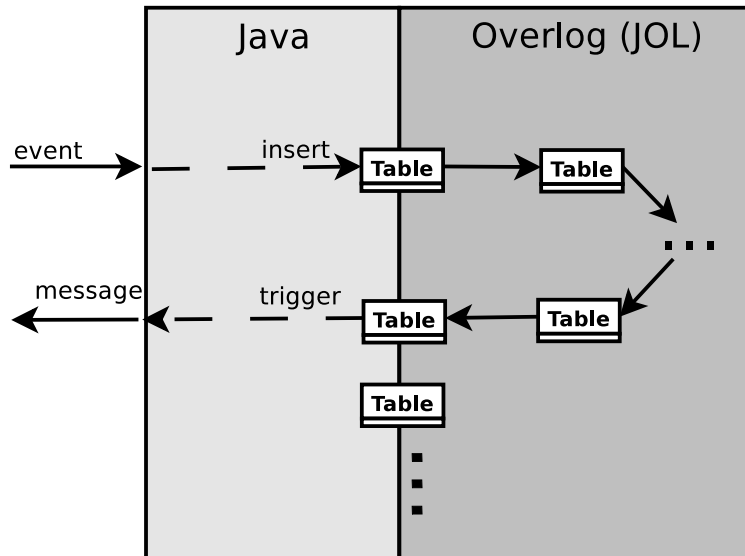 Java
Overlog (JOL)
event
insert
Table
Table
...
message
trigger
Table
Table
Table